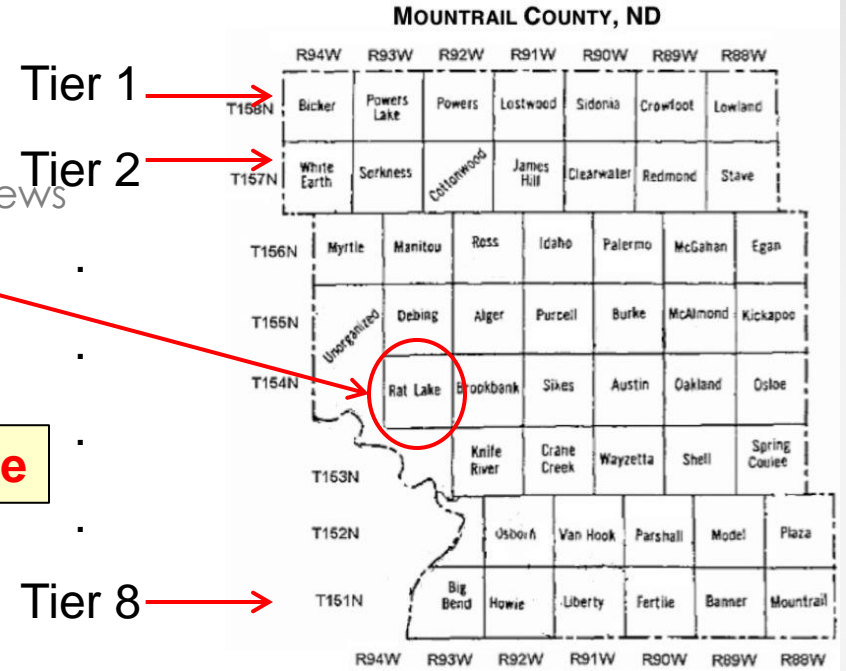 MOUNTRAIL COUNTY, ND
R94W R93W R92W R91W R90W R89W R88W
Tier 1
T158N Bicker Powers Lake Powers Lostwood Sidonia Crowfoot Lowland
Tier 2
ews
T157N White Earth Sorkness Cottonwood James Hill Clearwater Redmond Stave
.
T156N Myrtle Manitou Ross Idaho Palermo McGahan Egan
.
T155N Unorganized Debing Alger Purcell Burke McAlmond Kickapoo
T154N Rat Lake Brookbank Sikes Austin Oakland Osloe
.
e
T153N Knife River Crane Creek Wayzetta Shell Spring Coulee
.
T152N Osborn Van Hook Parshall Model Plaza
Tier 8
T151N Big Bend Howie Liberty Fertile Banner Mountrail
R94W R93W R92W R91W R90W R89W R88W